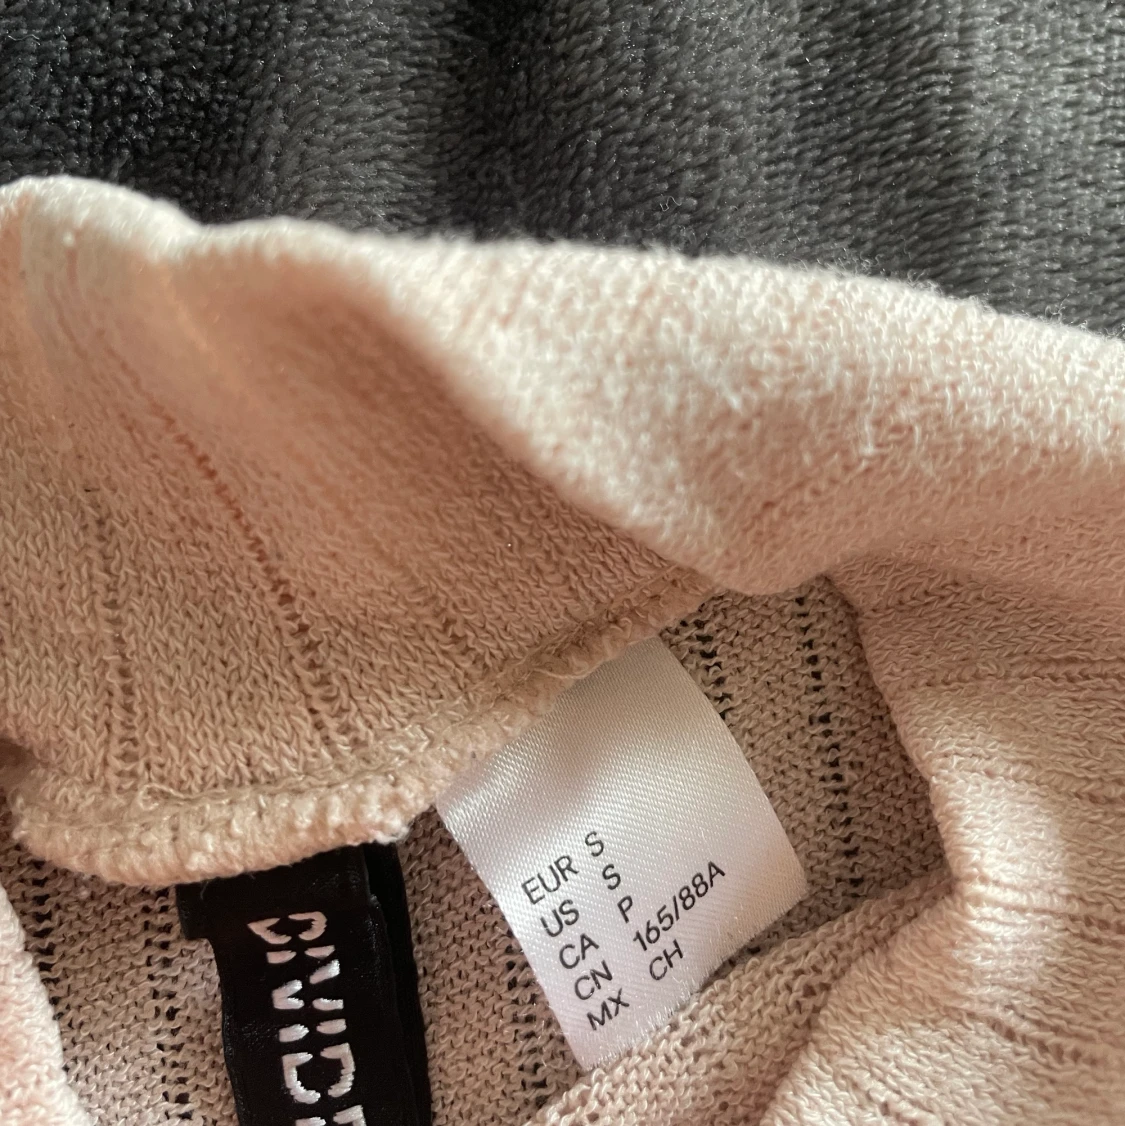 EUR S
US S
CA P
CN 165/88A
MX CH